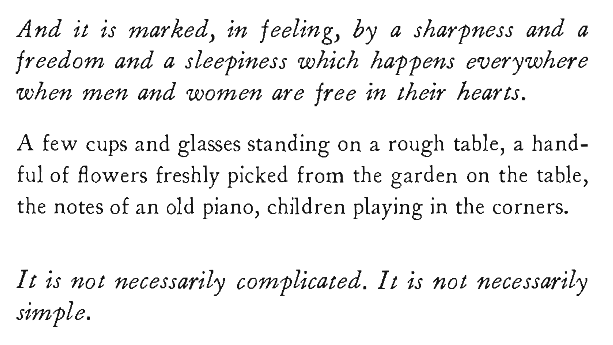 And it is marked, in feeling, by a sharpness and a
freedom and a sleepiness which happens everywhere
when men and women are free in their hearts.
A few cups and glasses standing on a rough table, a hand-
ful of flowers freshly picked from the garden on the table,
the notes of an old piano, children playing in the corners.
It is not necessarily complicated. It is not necessarily
simple.